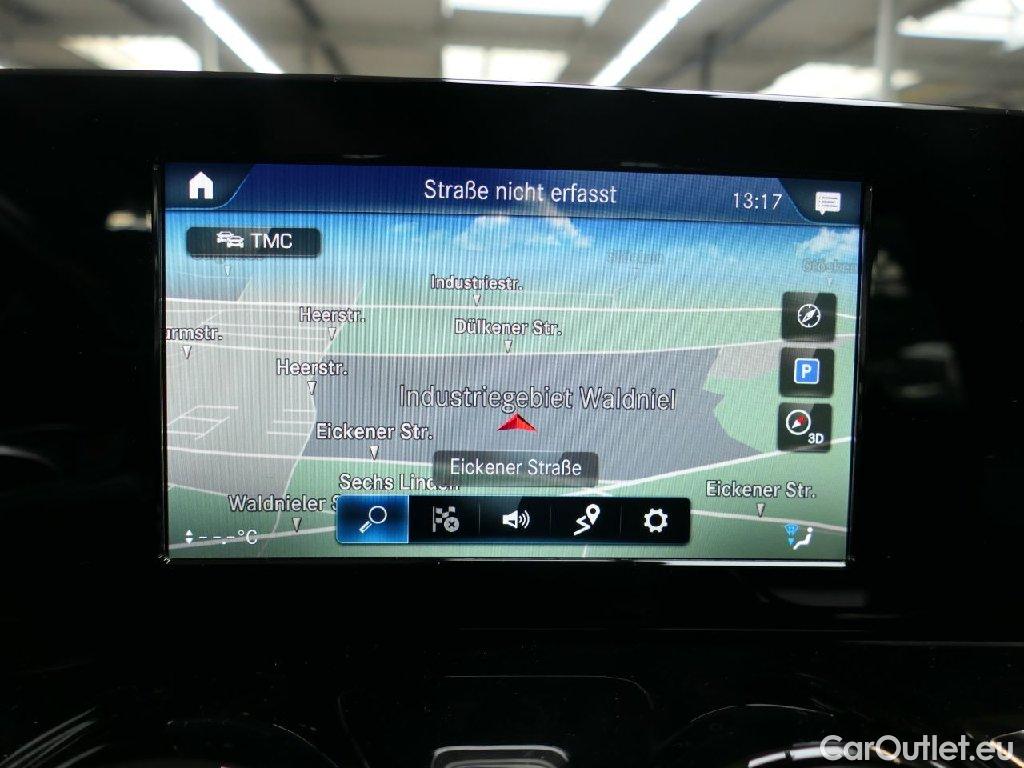 Straße nicht erfasst
13:17
TMC
Industriestr.
Heerstr.
Dülkener Str.
urmstr.
Heerstr.
P
Industriegebiet Waldniel
Eickener Str.
3D
Eickener Straße
Sechs Linden
Eickener Str.
Waldnieler S
---°C
CarOutlet.eu